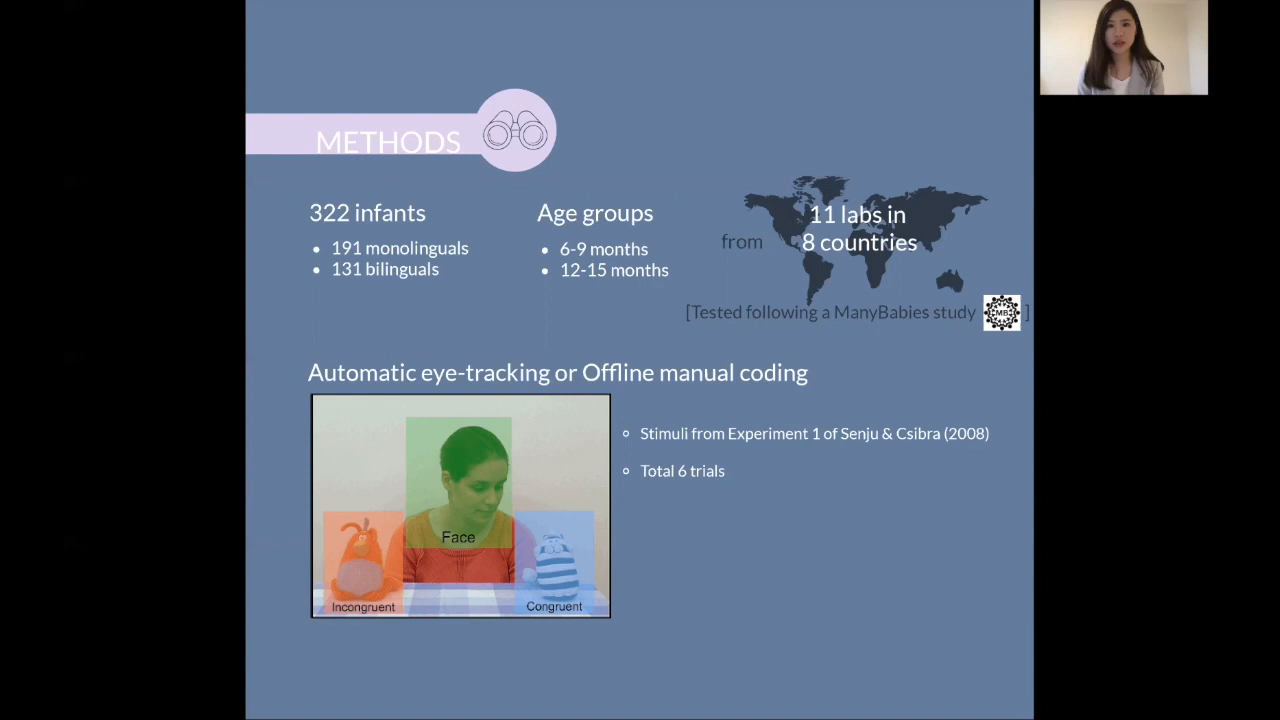 METHODS
322 infants
• 191 monolinguals
• 131 bilinguals
Age groups
• 6-9 months
• 12-15 months
from
11 labs in
8 countries
[Tested following a ManyBabies study MB ]
Automatic eye-tracking or Offline manual coding
Face
Incongruent
Congruent
Stimuli from Experiment 1 of Senju & Csibra (2008)
Total 6 trials